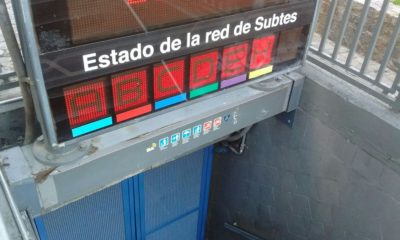 Estado de la red de Subtes
A B C D E H